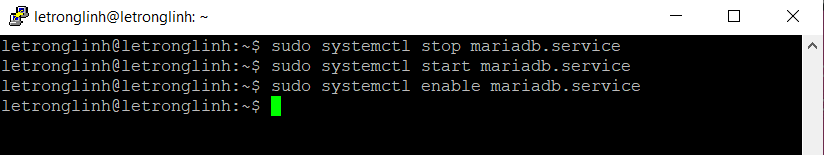 letronglinh@letronglinh: ~
letronglinh@letronglinh:~$ sudo systemctl stop mariadb.service
letronglinh@letronglinh:~$ sudo systemctl start mariadb.service
letronglinh@letronglinh:~$ sudo systemctl enable mariadb.service
letronglinh@letronglinh:~$